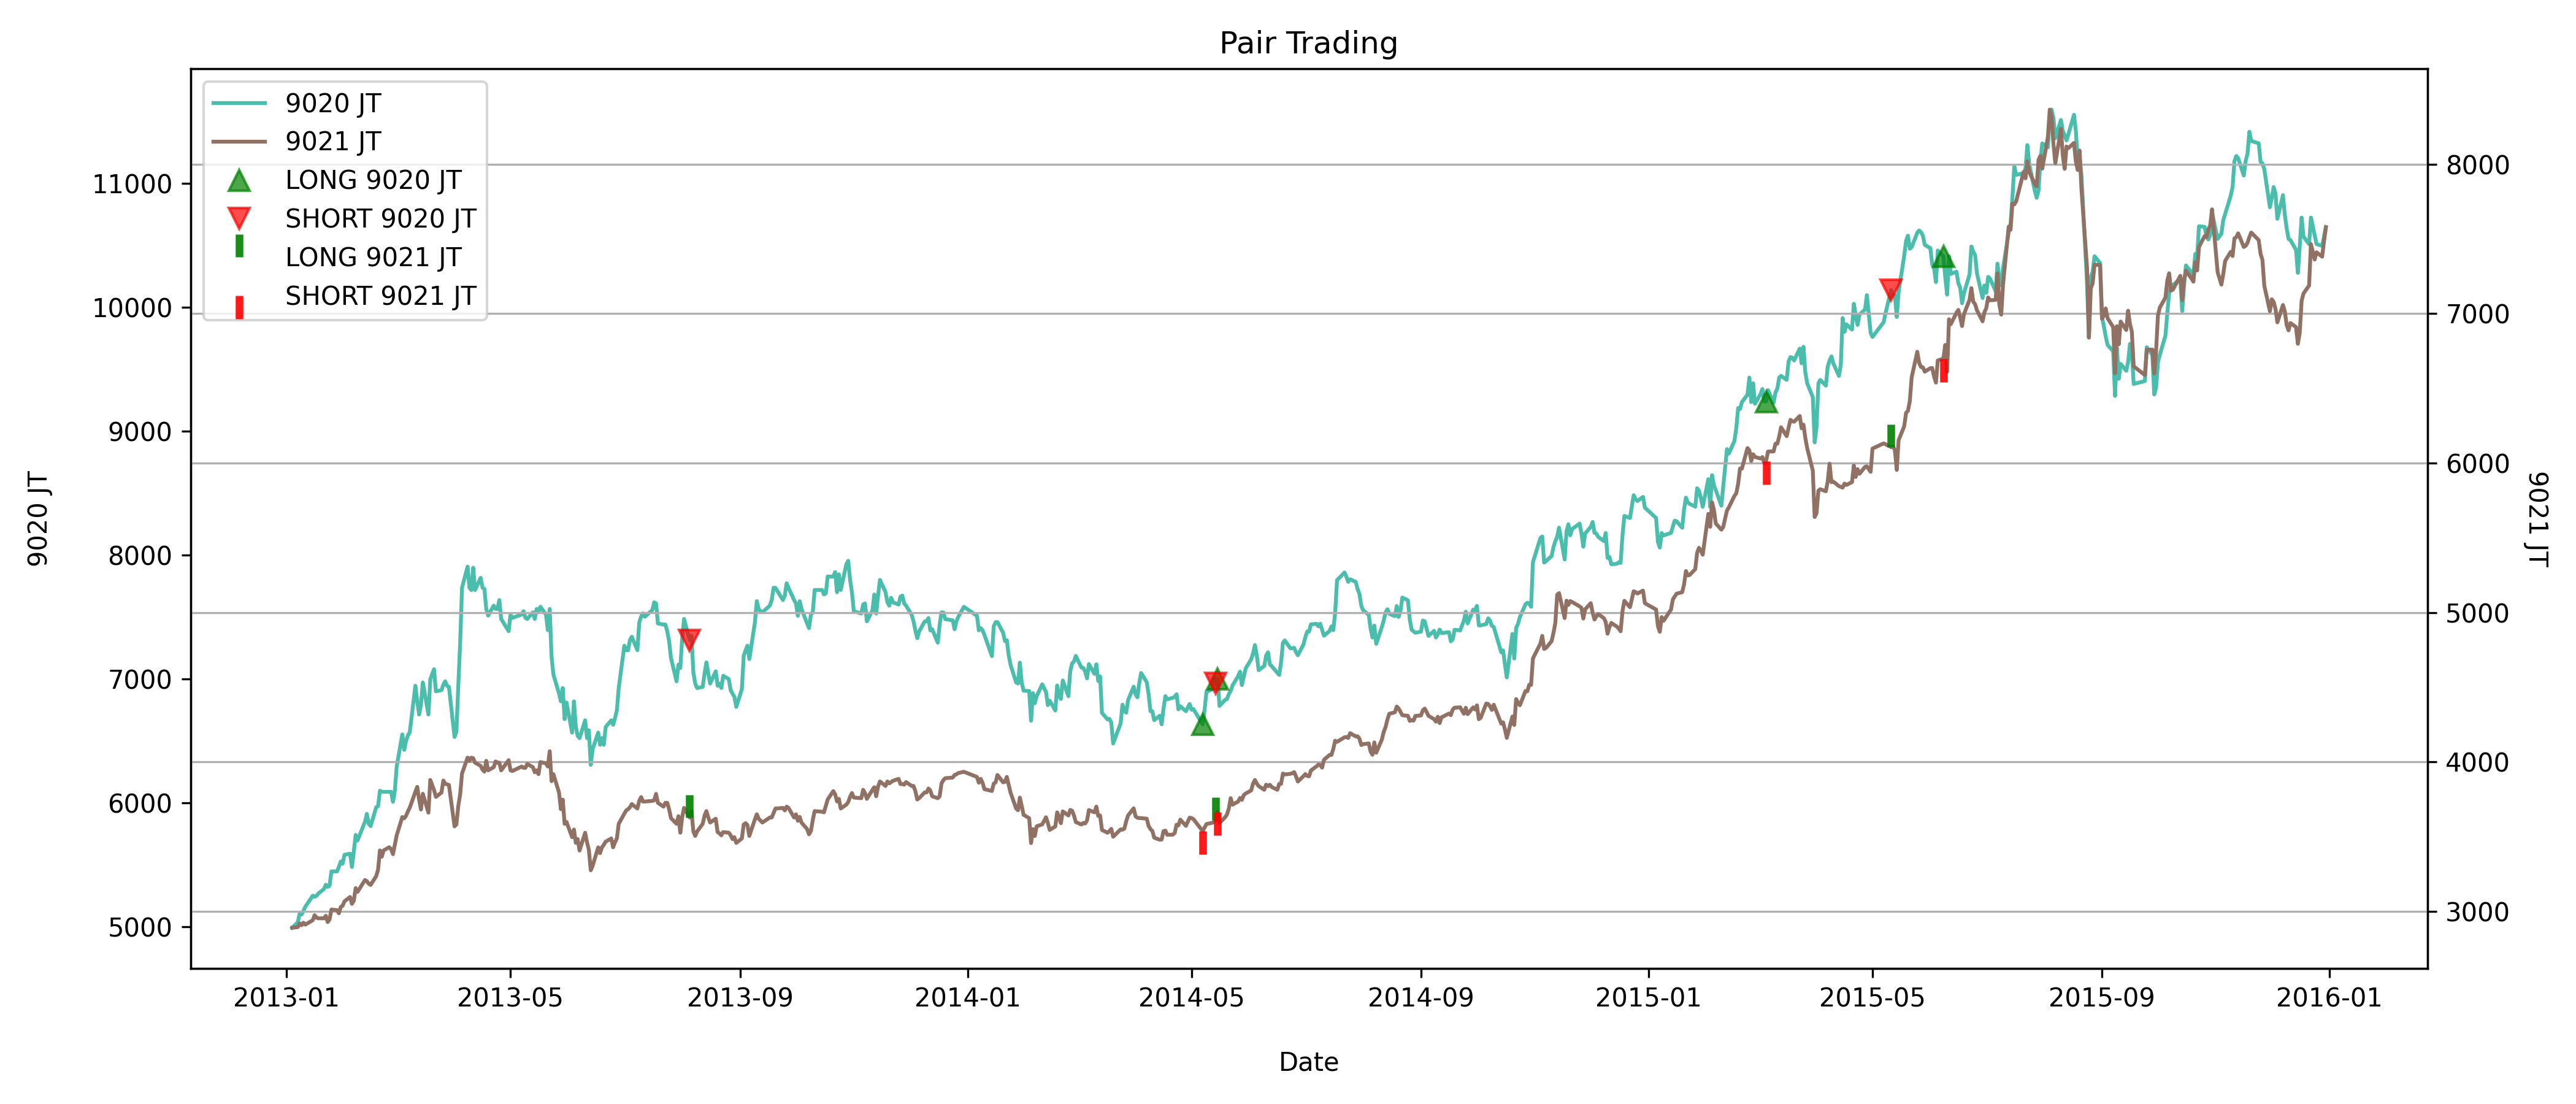 Pair Trading
9020 JT
9021 JT
LONG 9020 JT
SHORT 9020 JT
LONG 9021 JT
SHORT 9021 JT
11000
10000
9000
8000
7000
6000
5000
9020 JT
8000
7000
6000
5000
4000
3000
9021 JT
2013-01
2013-05
2013-09
2014-01
2014-05
2014-09
2015-01
2015-05
2015-09
2016-01
Date